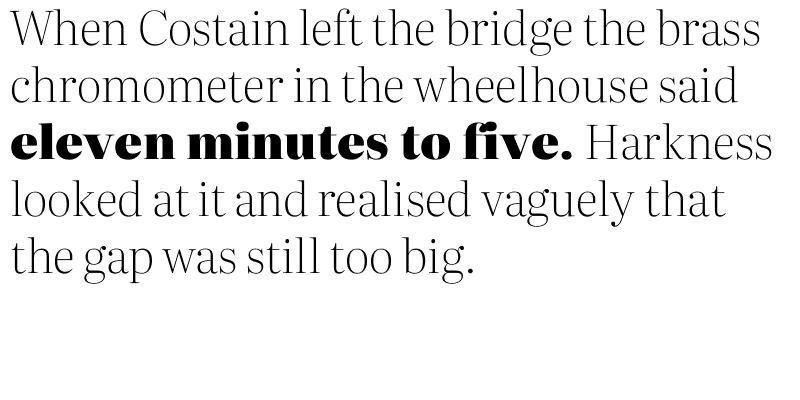 When Costain left the bridge the brass
chromometer in the wheelhouse said
eleven minutes to five. Harkness
looked at it and realised vaguely that
the gap was still too big.